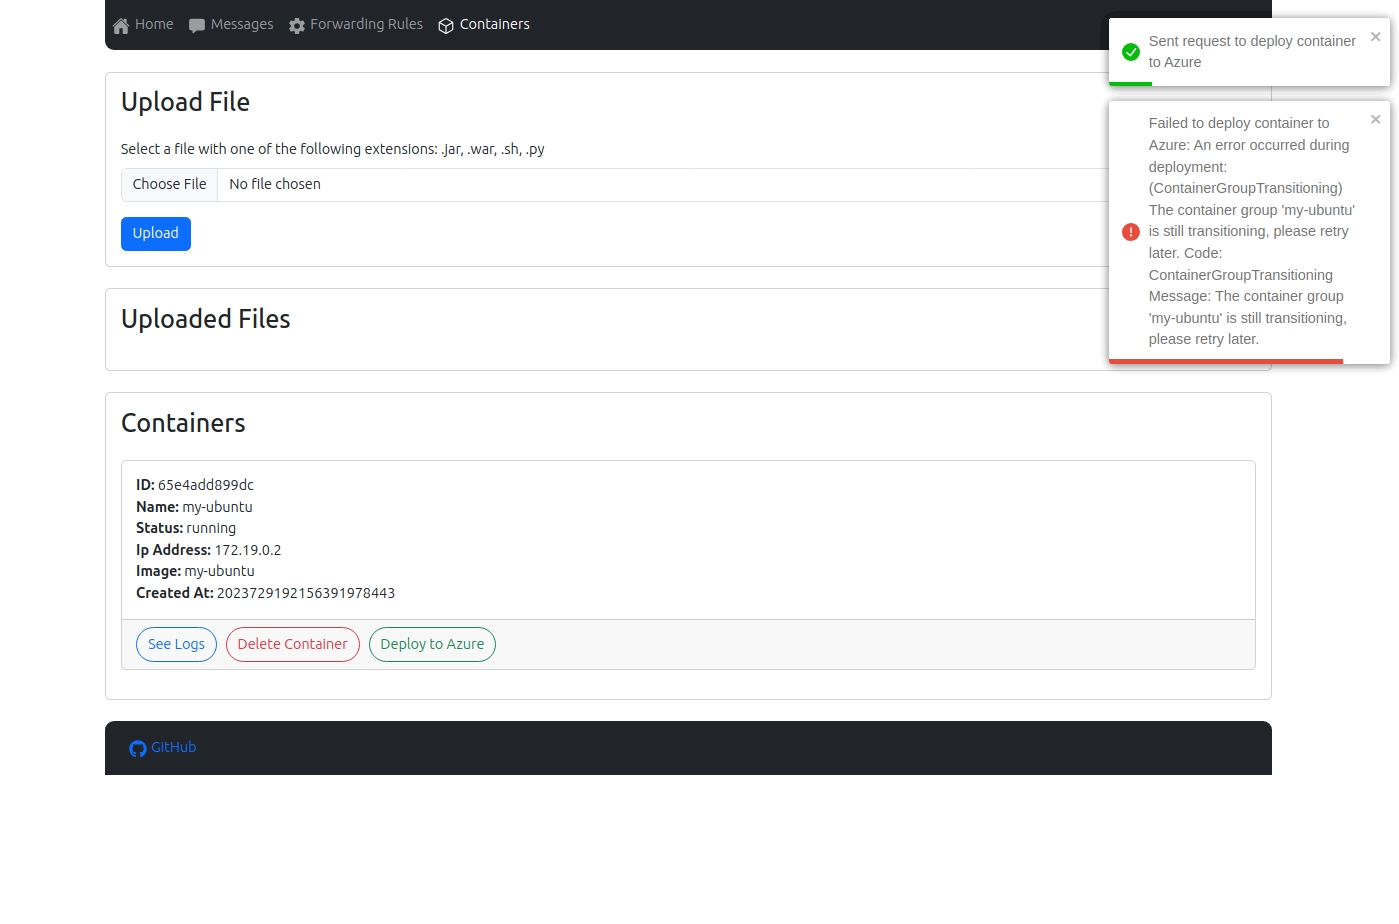 Home Messages Forwarding Rules Containers
Sent request to deploy container
to Azure
Upload File
Select a file with one of the following extensions: .jar, .war, .sh, .py
Choose File No file chosen
Upload
Failed to deploy container to
Azure: An error occurred during
deployment:
(ContainerGroupTransitioning)
The container group 'my-ubuntu'
is still transitioning, please retry
later. Code:
ContainerGroupTransitioning
Message: The container group
'my-ubuntu' is still transitioning,
please retry later.
Uploaded Files
Containers
ID: 65e4add899dc
Name: my-ubuntu
Status: running
Ip Address: 172.19.0.2
Image: my-ubuntu
Created At: 2023729192156391978443
See Logs Delete Container Deploy to Azure
GitHub